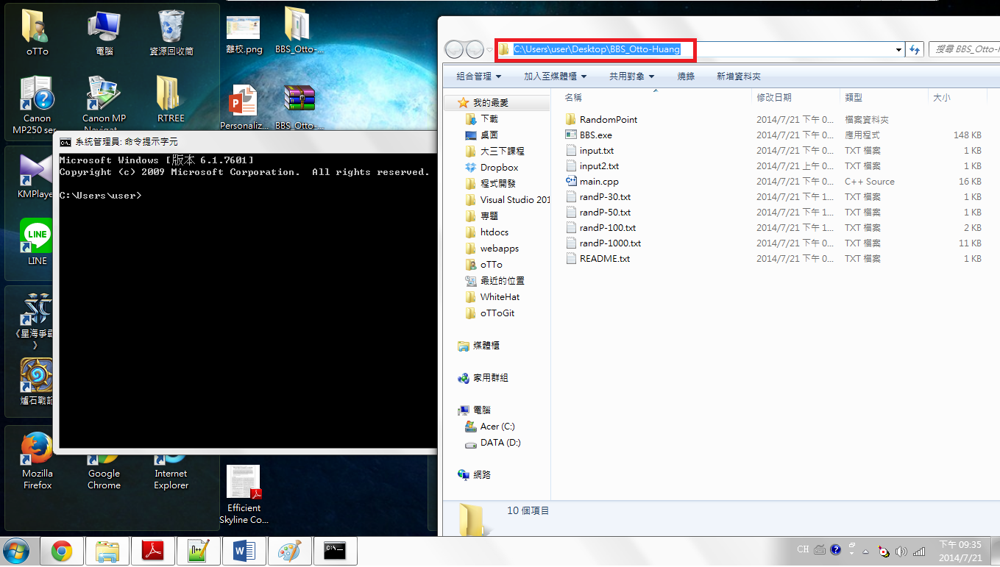 oTTo
電腦
資源回收筒
離校.png
BBS_Otto-...
Canon
MP250 ser
Canon MP
Navigat
RTREE
Personaliz...
BBS_Otto-...
KMPlaye
LINE
LINE
《星海爭霸
》
爐石戰記
Mozilla
Firefox
Google
Chrome
Internet
Explorer
Efficient
Skyline Co...
系統管理員: 命令提示字元
Microsoft Windows [版本 6.1.7601]
Copyright (c) 2009 Microsoft Corporation.  All rights reserved.
C:\Users\user>
C:\Users\user\Desktop\BBS_Otto-Huang
搜尋 BBS_Otto-H
組合管理 加入至媒體櫃 共用對象 燒錄 新增資料夾
我的最愛
下載
桌面
大三下課程
Dropbox
程式開發
Visual Studio 201
專題
htdocs
webapps
oTTo
最近的位置
WhiteHat
oTToGit
媒體櫃
家用群組
電腦
Acer (C:)
DATA (D:)
網路
名稱 修改日期 類型 大小
RandomPoint 2014/7/21 下午 0... 檔案資料夾
BBS.exe 2014/7/21 下午 0... 應用程式 148 KB
input.txt 2014/7/21 下午 0... TXT 檔案 1 KB
input2.txt 2014/7/21 上午 0... TXT 檔案 1 KB
main.cpp 2014/7/21 下午 0... C++ Source 16 KB
randP-30.txt 2014/7/21 下午 1... TXT 檔案 1 KB
randP-50.txt 2014/7/21 下午 1... TXT 檔案 1 KB
randP-100.txt 2014/7/21 下午 1... TXT 檔案 2 KB
randP-1000.txt 2014/7/21 下午 0... TXT 檔案 11 KB
README.txt 2014/7/21 下午 0... TXT 檔案 1 KB
10 個項目
CH
下午 09:35
2014/7/21